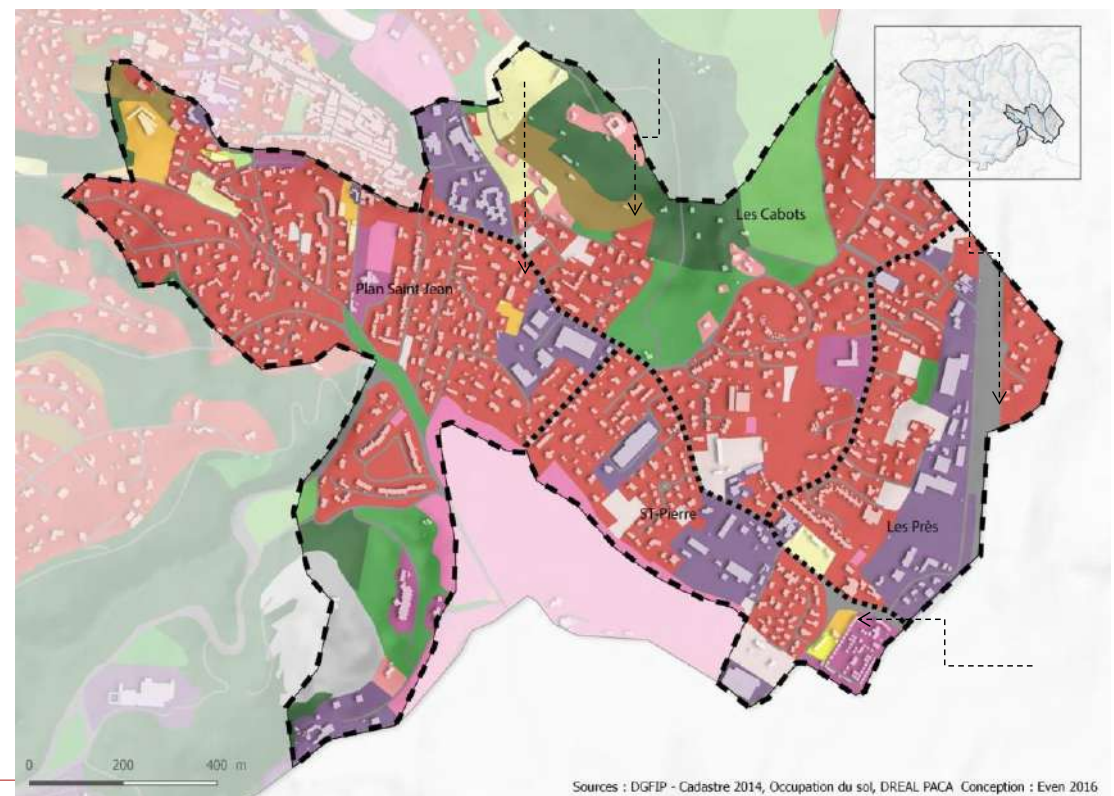 Les Cabots
Plan Saint Jean
ST-Pierre
Les Près
0 200 400 m
Sources : DGFIP - Cadastre 2014, Occupation du sol, DREAL PACA Conception : Even 2016